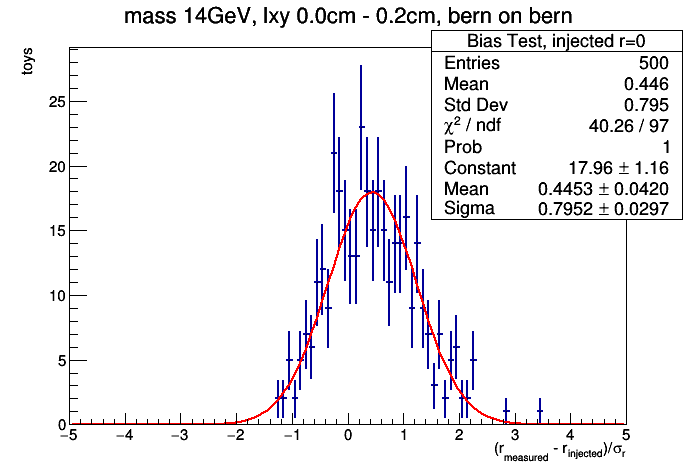 mass 14GeV, lxy 0.0cm - 0.2cm, bern on bern
Bias Test, injected r=0
Entries 500
Mean 0.446
Std Dev 0.795
χ² / ndf 40.26 / 97
Prob 1
Constant 17.96 ± 1.16
Mean 0.4453 ± 0.0420
Sigma 0.7952 ± 0.0297
toys
25
20
15
10
5
0
−5 −4 −3 −2 −1 0 1 2 3 4 5
(r_measured - r_injected)/σ_r